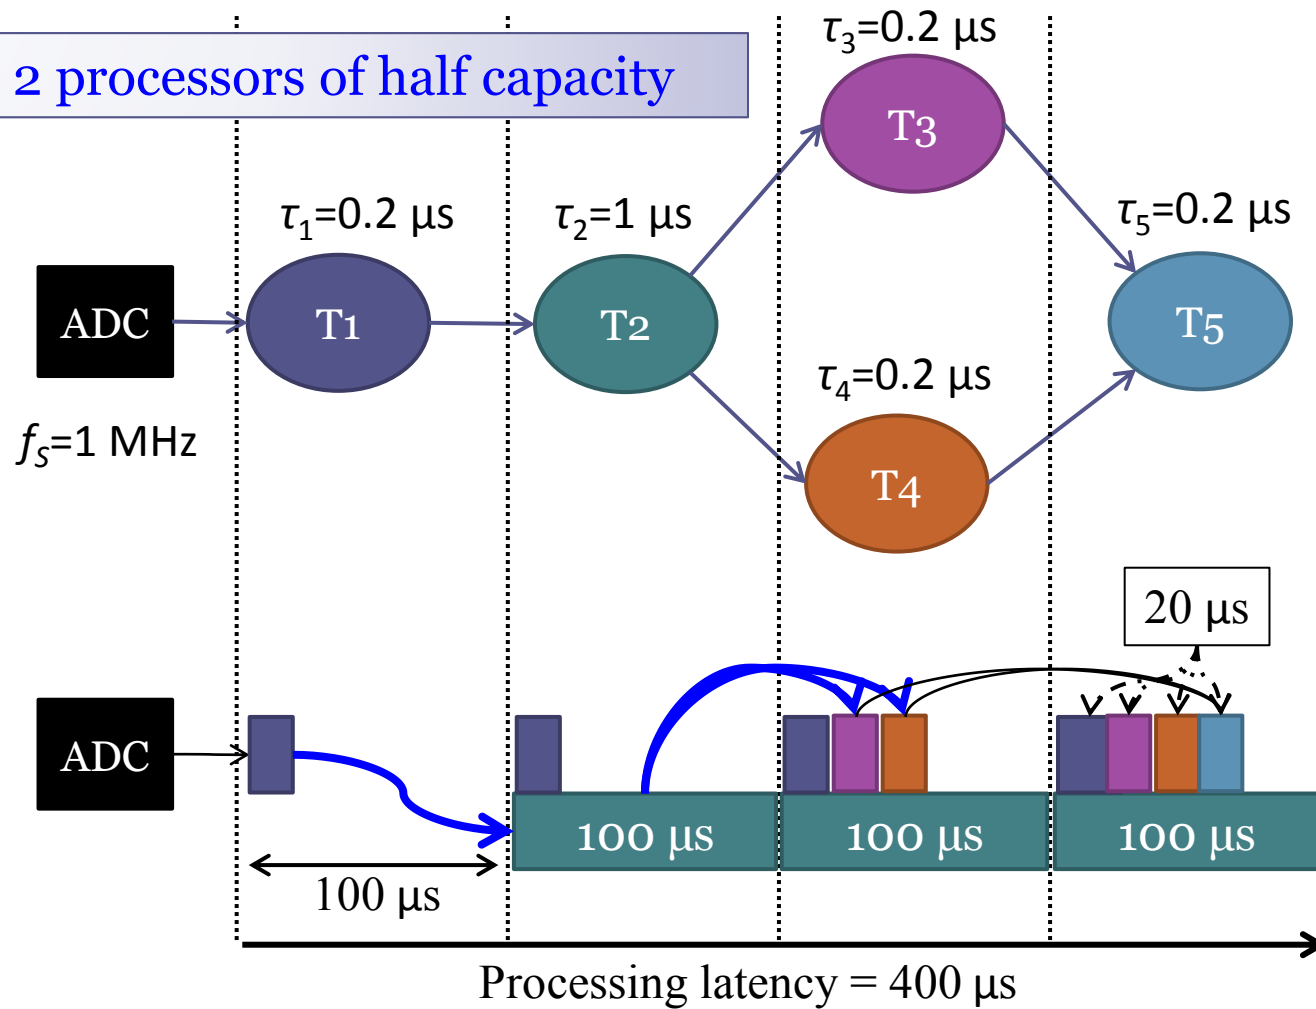 τ3=0.2 µs
2 processors of half capacity
T3
τ1=0.2 µs
τ2=1 µs
τ5=0.2 µs
ADC
T1
T2
T5
τ4=0.2 µs
fS=1 MHz
T4
20 µs
ADC
100 µs
100 µs
100 µs
100 µs
Processing latency = 400 µs